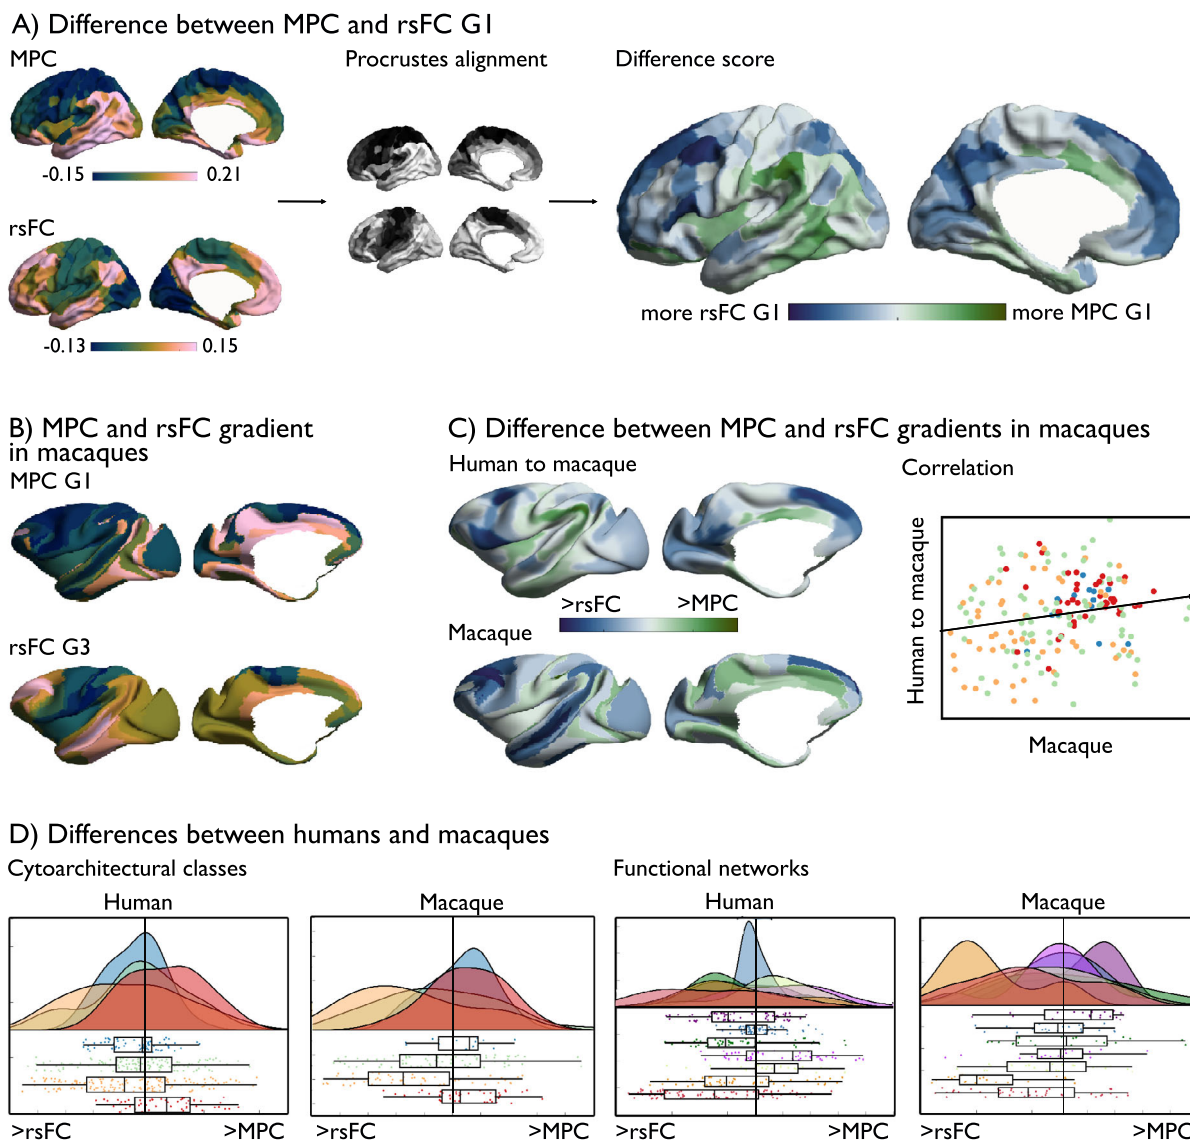 A) Difference between MPC and rsFC G1
MPC
Procrustes alignment
Difference score
-0.15
0.21
rsFC
more rsFC G1
more MPC G1
-0.13
0.15
B) MPC and rsFC gradient
in macaques
MPC G1
rsFC G3
C) Difference between MPC and rsFC gradients in macaques
Human to macaque
Correlation
>rsFC
>MPC
Macaque
Human to macaque
Macaque
D) Differences between humans and macaques
Cytoarchitectural classes
Functional networks
Human
Macaque
Human
Macaque
>rsFC
>MPC
>rsFC
>MPC
>rsFC
>MPC
>rsFC
>MPC